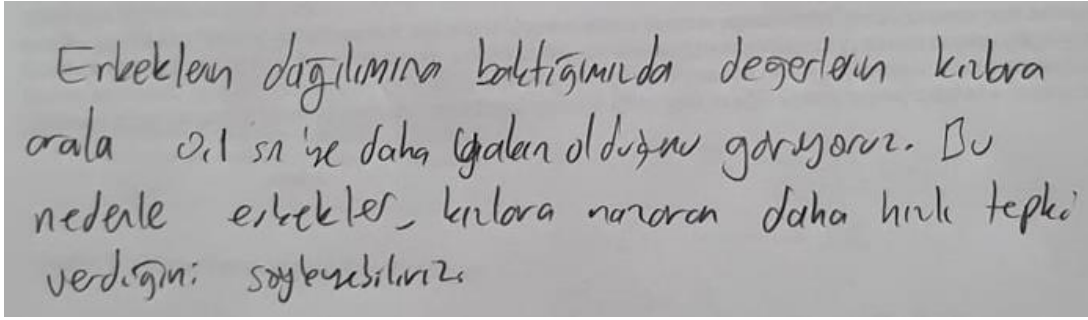 Erkeklerin dağılımına baktığımızda degerlerin kızlara
orala 0,1 sn'ye daha yakın olduğunu görüyoruz. Bu
nedenle erkekler, kızlara nazaran daha hızlı tepki
verdiğini söyleyebiliriz.